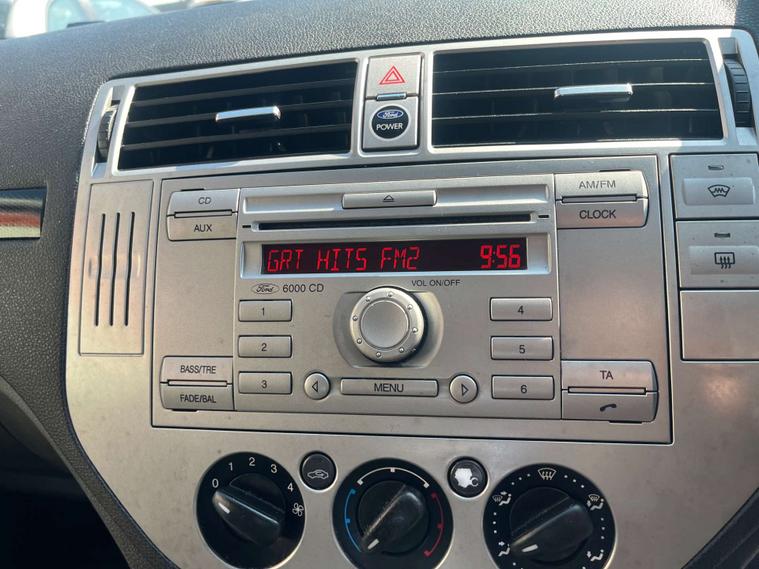 Ford
POWER
CD
AUX
AM/FM
CLOCK
GRT HITS FM2 9:56
Ford 6000 CD
VOL ON/OFF
1
2
3
4
5
6
MENU
BASS/TRE
FADE/BAL
TA
0 1 2 3 4